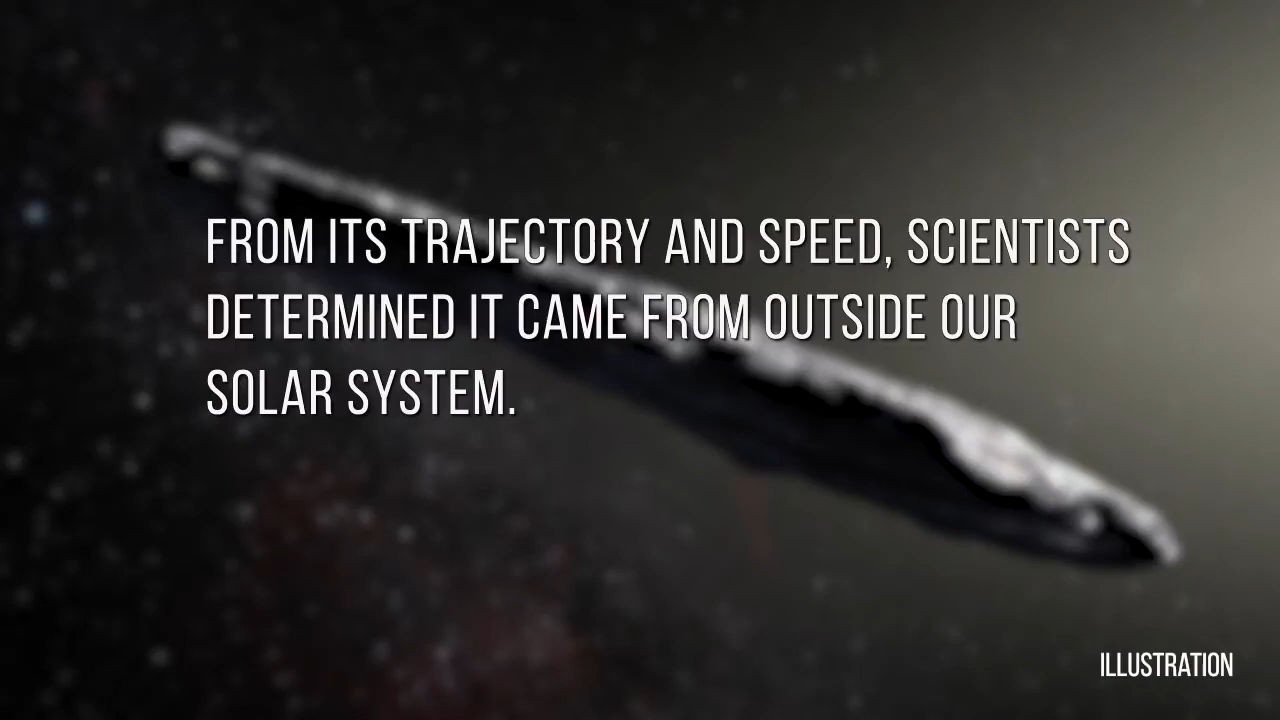 FROM ITS TRAJECTORY AND SPEED, SCIENTISTS
DETERMINED IT CAME FROM OUTSIDE OUR
SOLAR SYSTEM.
ILLUSTRATION